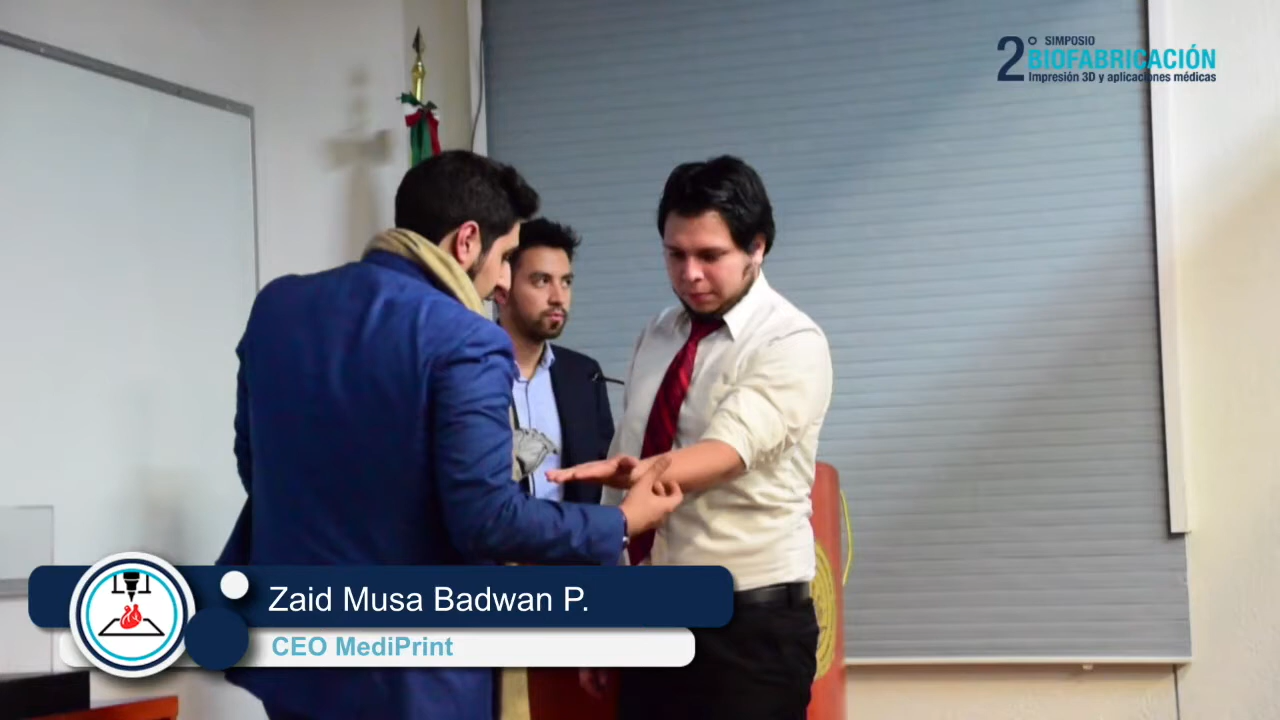 2° SIMPOSIO
BIOFABRICACIÓN
Impresión 3D y aplicaciones médicas
Zaid Musa Badwan P.
CEO MediPrint